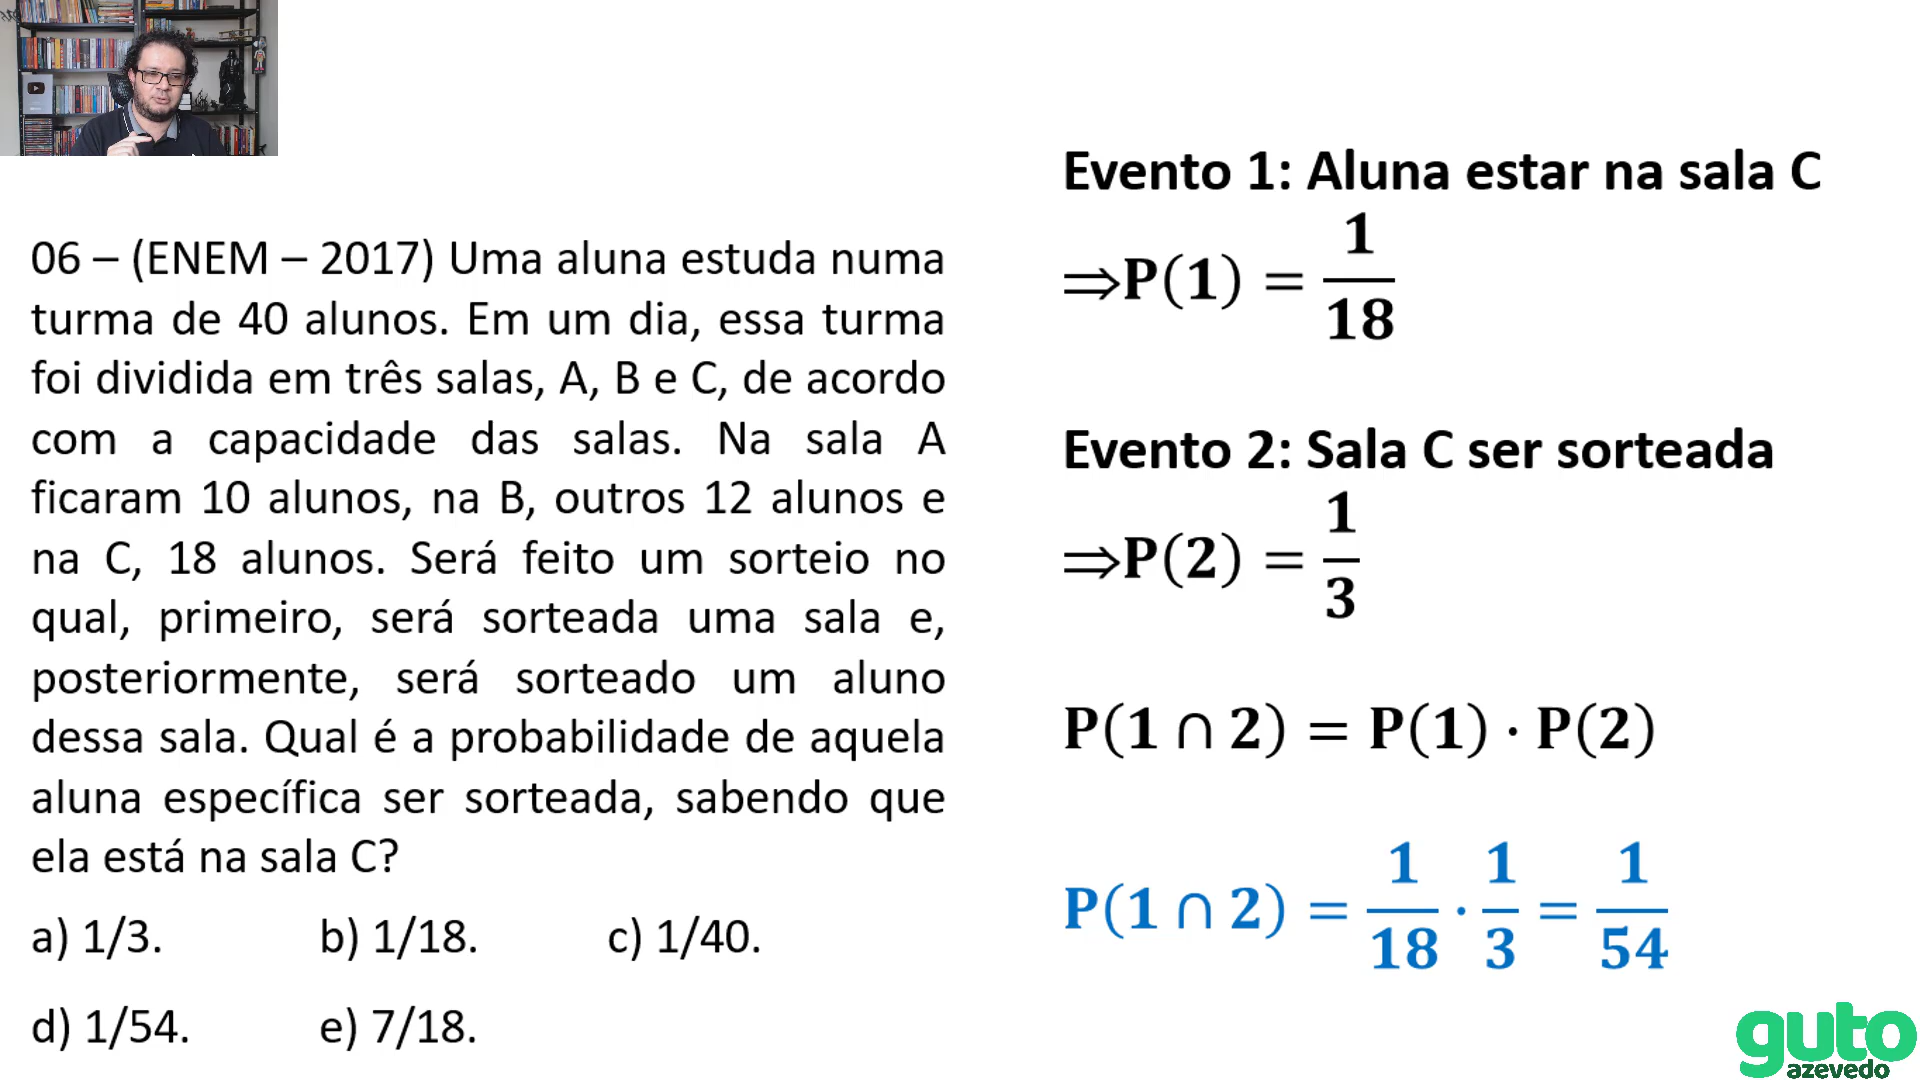 06 – (ENEM – 2017) Uma aluna estuda numa
turma de 40 alunos. Em um dia, essa turma
foi dividida em três salas, A, B e C, de acordo
com a capacidade das salas. Na sala A
ficaram 10 alunos, na B, outros 12 alunos e
na C, 18 alunos. Será feito um sorteio no
qual, primeiro, será sorteada uma sala e,
posteriormente, será sorteado um aluno
dessa sala. Qual é a probabilidade de aquela
aluna específica ser sorteada, sabendo que
ela está na sala C?
a) 1/3. b) 1/18. c) 1/40.
d) 1/54. e) 7/18.
Evento 1: Aluna estar na sala C
⇒P(1) = 1/18
Evento 2: Sala C ser sorteada
⇒P(2) = 1/3
P(1 ∩ 2) = P(1) · P(2)
P(1 ∩ 2) = 1/18 · 1/3 = 1/54
guto
azevedo